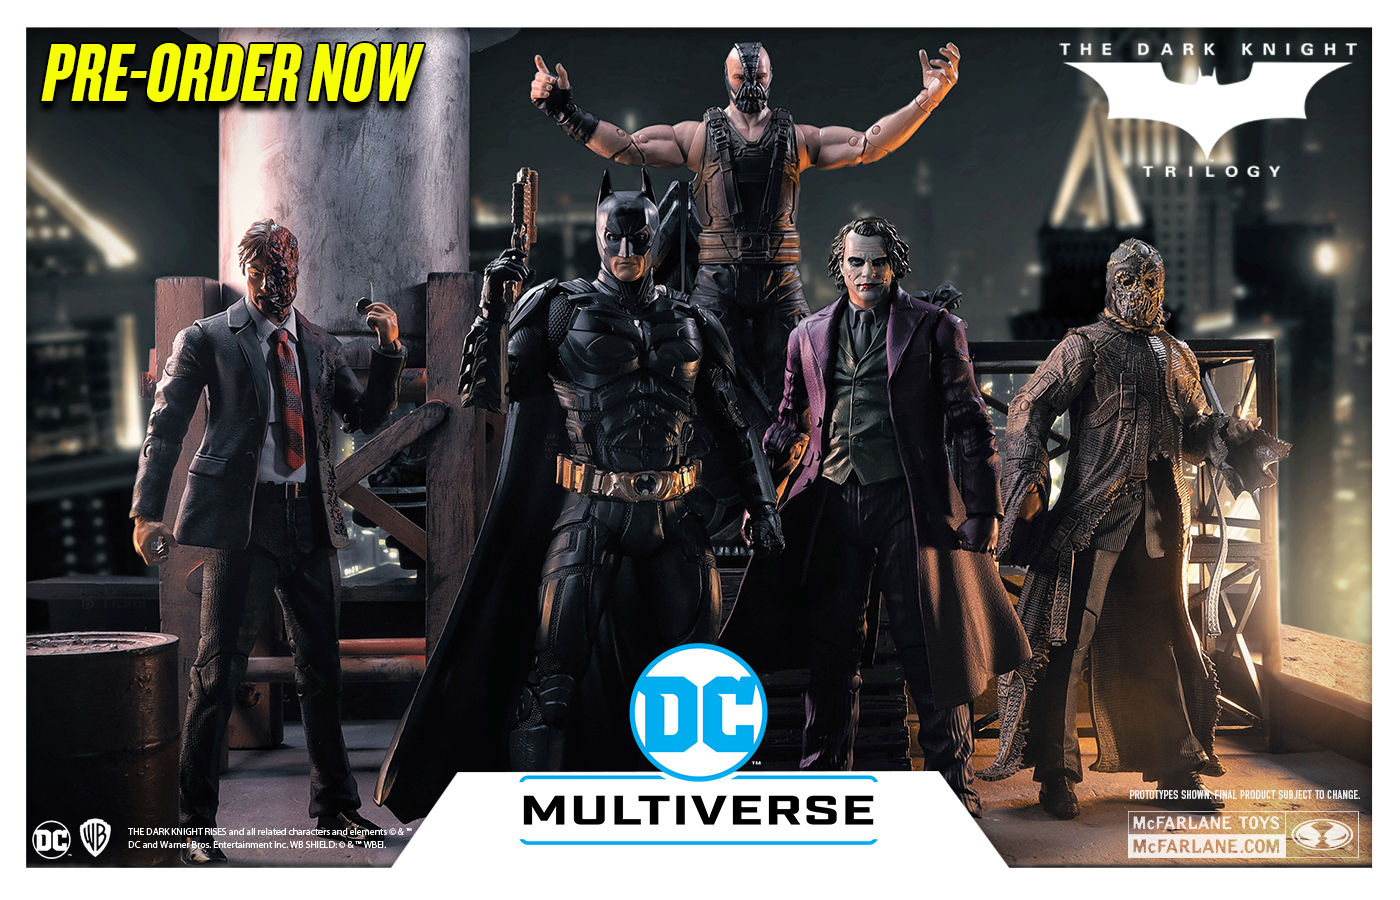 PRE-ORDER NOW
THE DARK KNIGHT
TRILOGY
DC
MULTIVERSE
PROTOTYPES SHOWN. FINAL PRODUCT SUBJECT TO CHANGE.
McFARLANE TOYS
McFARLANE.COM
DC
WB
THE DARK KNIGHT RISES and all related characters and elements © & ™
DC and Warner Bros. Entertainment Inc. WB SHIELD: © & ™ WBEI.